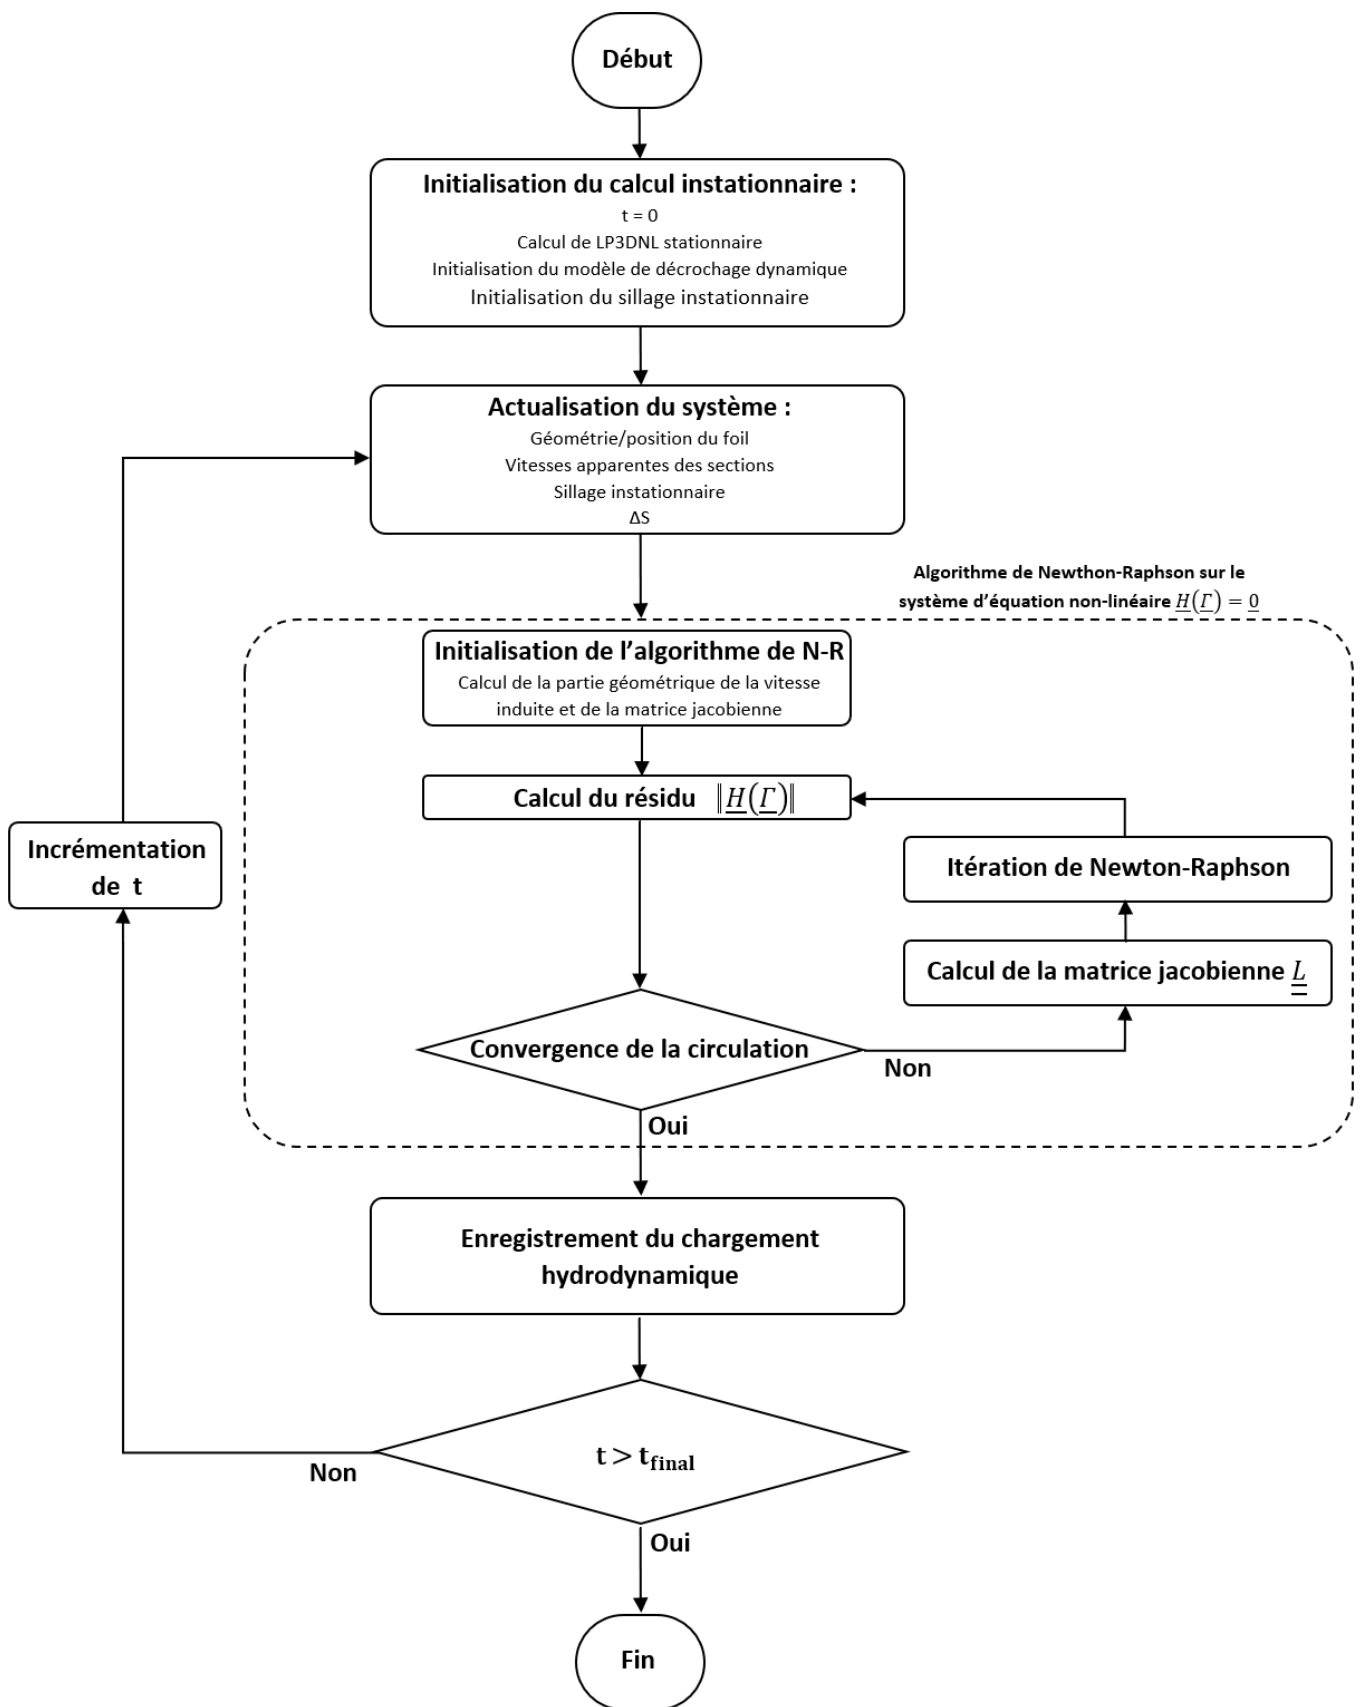 Début
Initialisation du calcul instationnaire :
t = 0
Calcul de LP3DNL stationnaire
Initialisation du modèle de décrochage dynamique
Initialisation du sillage instationnaire
Actualisation du système :
Géométrie/position du foil
Vitesses apparentes des sections
Sillage instationnaire
ΔS
Algorithme de Newthon-Raphson sur le
système d'équation non-linéaire H(Γ) = 0
Initialisation de l'algorithme de N-R
Calcul de la partie géométrique de la vitesse
induite et de la matrice jacobienne
Calcul du résidu ‖H(Γ)‖
Itération de Newton-Raphson
Calcul de la matrice jacobienne L
Convergence de la circulation
Non
Oui
Incrémentation
de t
Enregistrement du chargement
hydrodynamique
t > t_final
Non
Oui
Fin